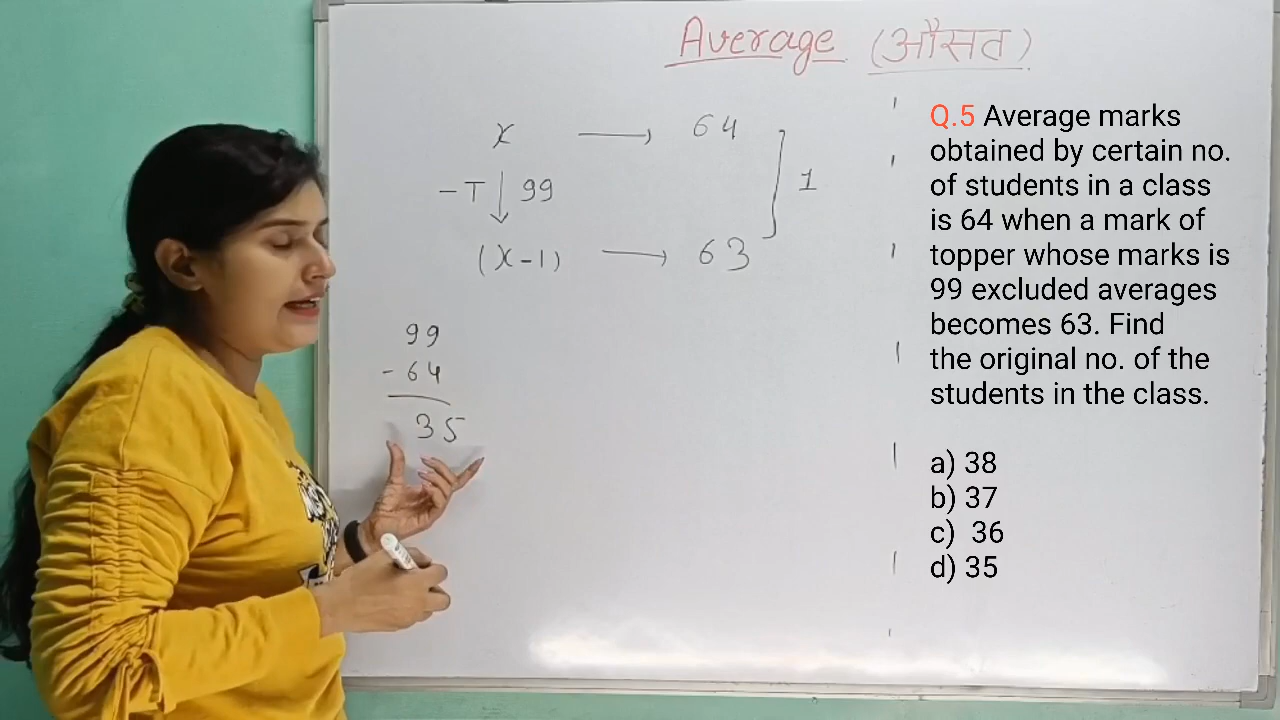 Average (औसत)
x → 64
-T ↓ 99
] 1
(x-1) → 63
99
- 64
35
Q.5 Average marks
obtained by certain no.
of students in a class
is 64 when a mark of
topper whose marks is
99 excluded averages
becomes 63. Find
the original no. of the
students in the class.
a) 38
b) 37
c) 36
d) 35